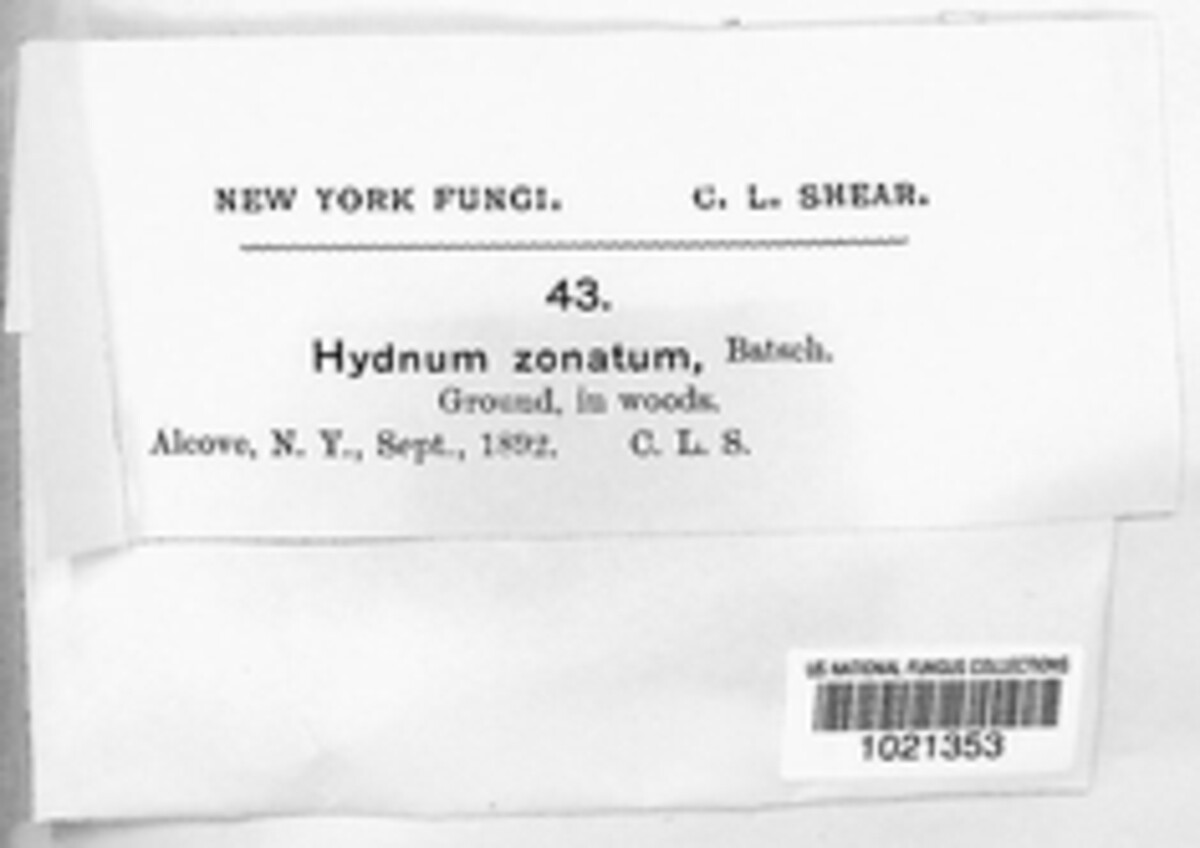 NEW YORK FUNGI. C. L. SHEAR.
43.
Hydnum zonatum, Batsch.
Ground, in woods.
Alcove, N. Y., Sept., 1892. C. L. S.
US NATIONAL FUNGUS COLLECTIONS
1021353